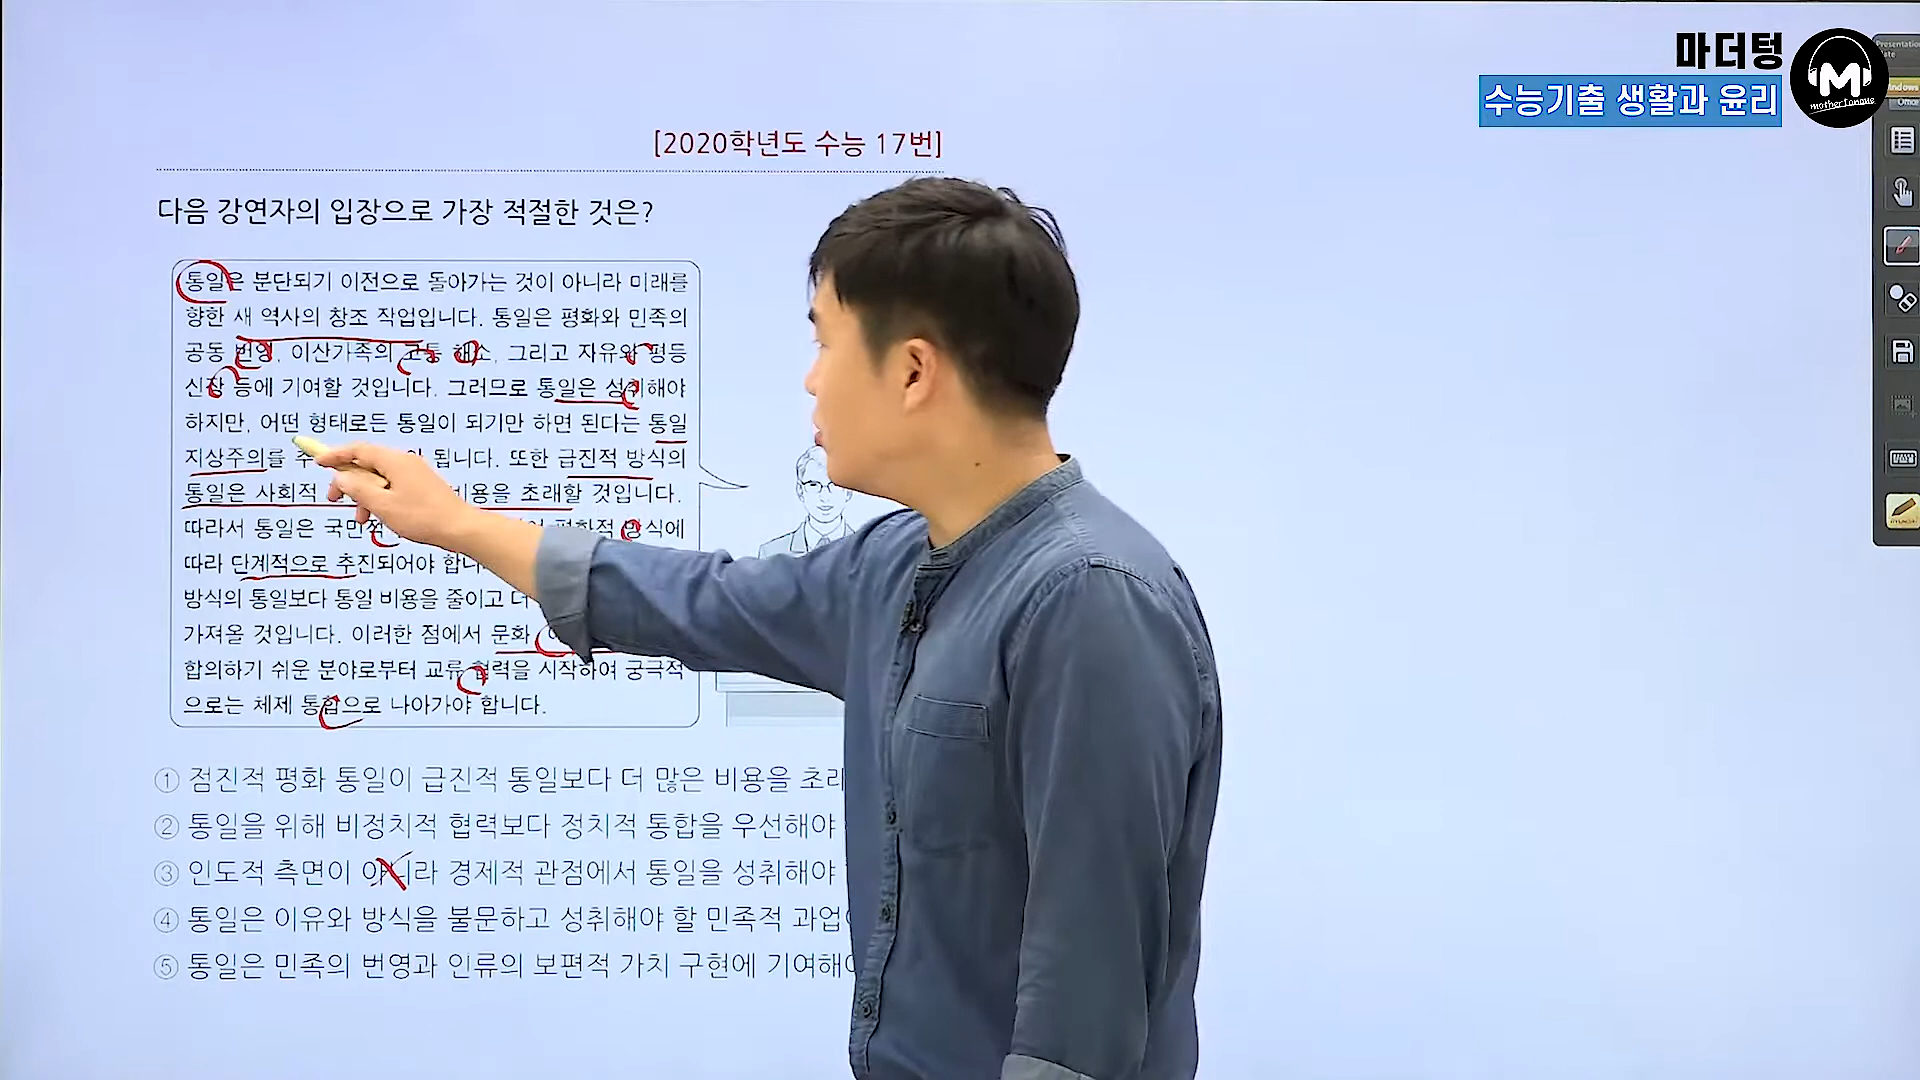 마더텅
수능기출 생활과 윤리
M
mother tongue
Presentation
[2020학년도 수능 17번]
다음 강연자의 입장으로 가장 적절한 것은?
통일은 분단되기 이전으로 돌아가는 것이 아니라 미래를
향한 새 역사의 창조 작업입니다. 통일은 평화와 민족의
공동 번영, 이산가족의 고통 해소, 그리고 자유와 평등
신장 등에 기여할 것입니다. 그러므로 통일은 성취해야
하지만, 어떤 형태로든 통일이 되기만 하면 된다는 통일
지상주의를 됩니다. 또한 급진적 방식의
통일은 사회적 비용을 초래할 것입니다.
따라서 통일은 국민적 평화적 방식에
따라 단계적으로 추진되어야
방식의 통일보다 통일 비용을 줄이고 더
가져올 것입니다. 이러한 점에서 문화,
합의하기 쉬운 분야로부터 교류 협력을 시작하여 궁극적
으로는 체제 통합으로 나아가야 합니다.
① 점진적 평화 통일이 급진적 통일보다 더 많은 비용을
② 통일을 위해 비정치적 협력보다 정치적 통합을 우선해야
③ 인도적 측면이 아니라 경제적 관점에서 통일을 성취해야
④ 통일은 이유와 방식을 불문하고 성취해야 할 민족적
⑤ 통일은 민족의 번영과 인류의 보편적 가치 구현에